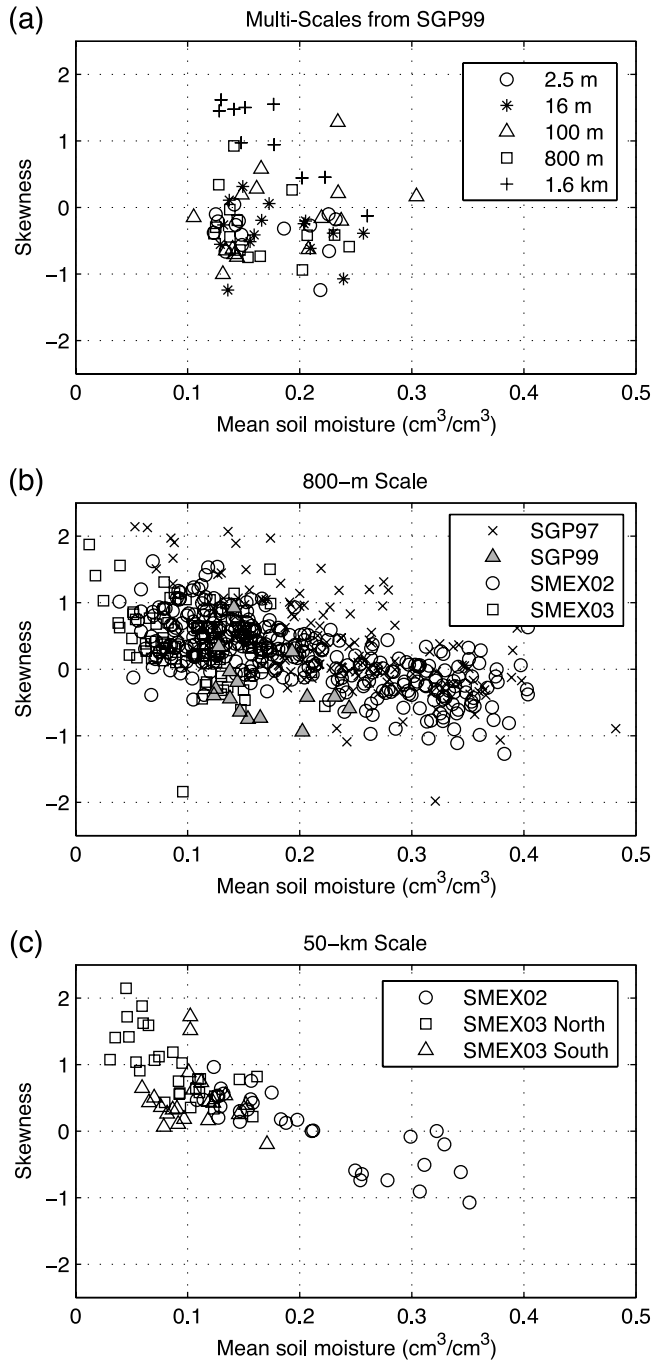 (a)
Multi-Scales from SGP99
2
1
0
−1
−2
Skewness
2.5 m
16 m
100 m
800 m
1.6 km
0 0.1 0.2 0.3 0.4 0.5
Mean soil moisture (cm³/cm³)
(b)
800−m Scale
2
1
0
−1
−2
Skewness
SGP97
SGP99
SMEX02
SMEX03
0 0.1 0.2 0.3 0.4 0.5
Mean soil moisture (cm³/cm³)
(c)
50−km Scale
2
1
0
−1
−2
Skewness
SMEX02
SMEX03 North
SMEX03 South
0 0.1 0.2 0.3 0.4 0.5
Mean soil moisture (cm³/cm³)